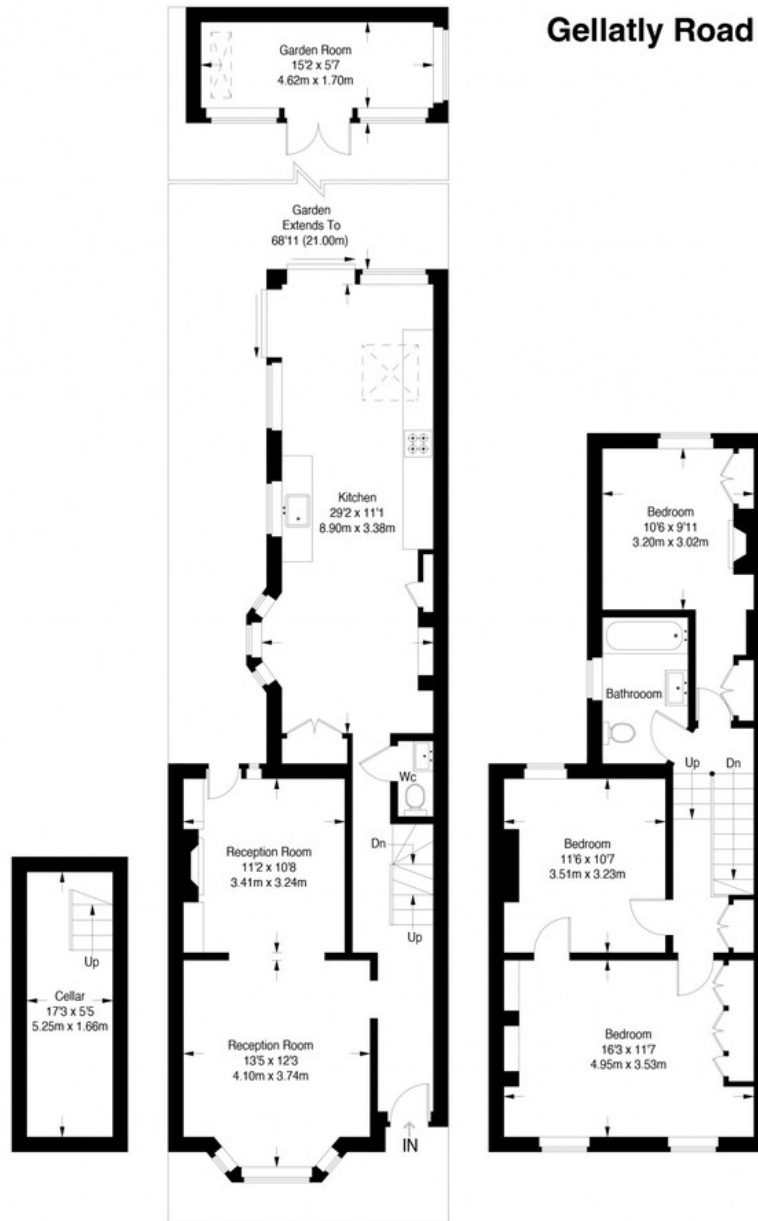 Gellatly Road
Garden Room
15'2 x 5'7
4.62m x 1.70m
Garden
Extends To
68'11 (21.00m)
Kitchen
29'2 x 11'1
8.90m x 3.38m
Wc
Dn
Up
Reception Room
11'2 x 10'8
3.41m x 3.24m
Reception Room
13'5 x 12'3
4.10m x 3.74m
IN
Up
Cellar
17'3 x 5'5
5.25m x 1.66m
Bedroom
10'6 x 9'11
3.20m x 3.02m
Bathrooom
Up
Dn
Bedroom
11'6 x 10'7
3.51m x 3.23m
Bedroom
16'3 x 11'7
4.95m x 3.53m